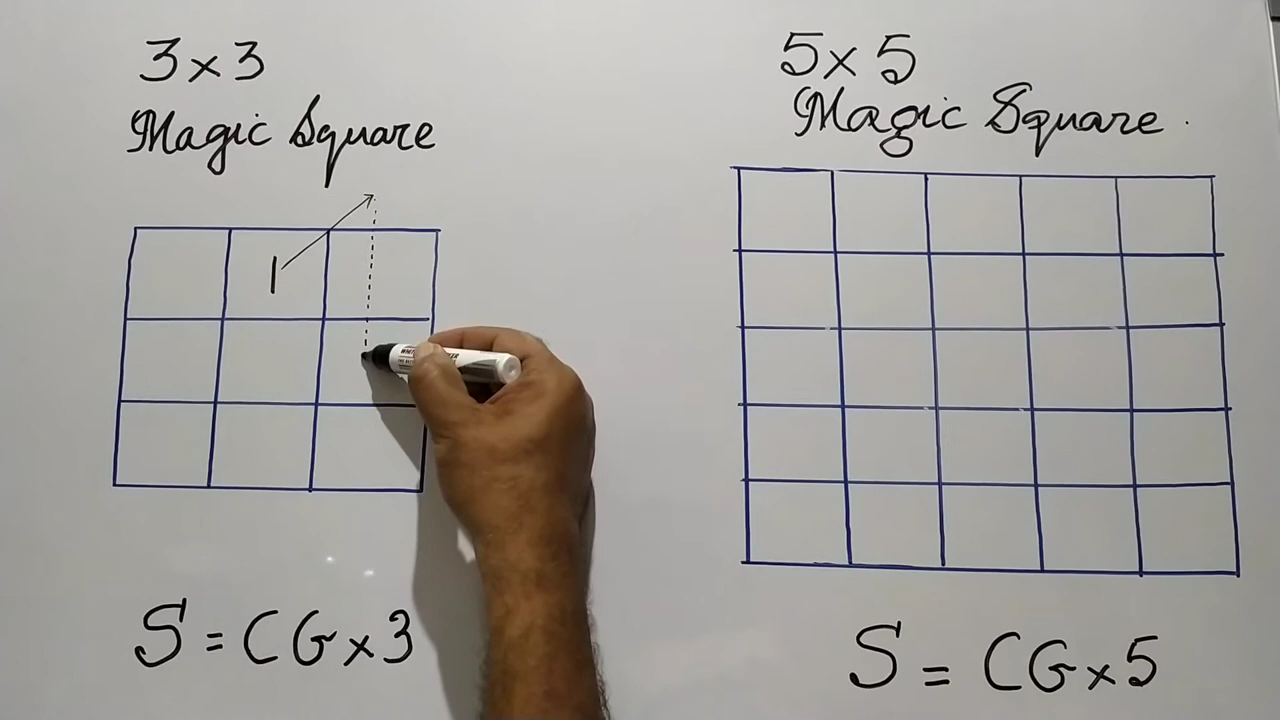 3×3
Magic Square
1
S = CG×3
5×5
Magic Square.
S = CG×5